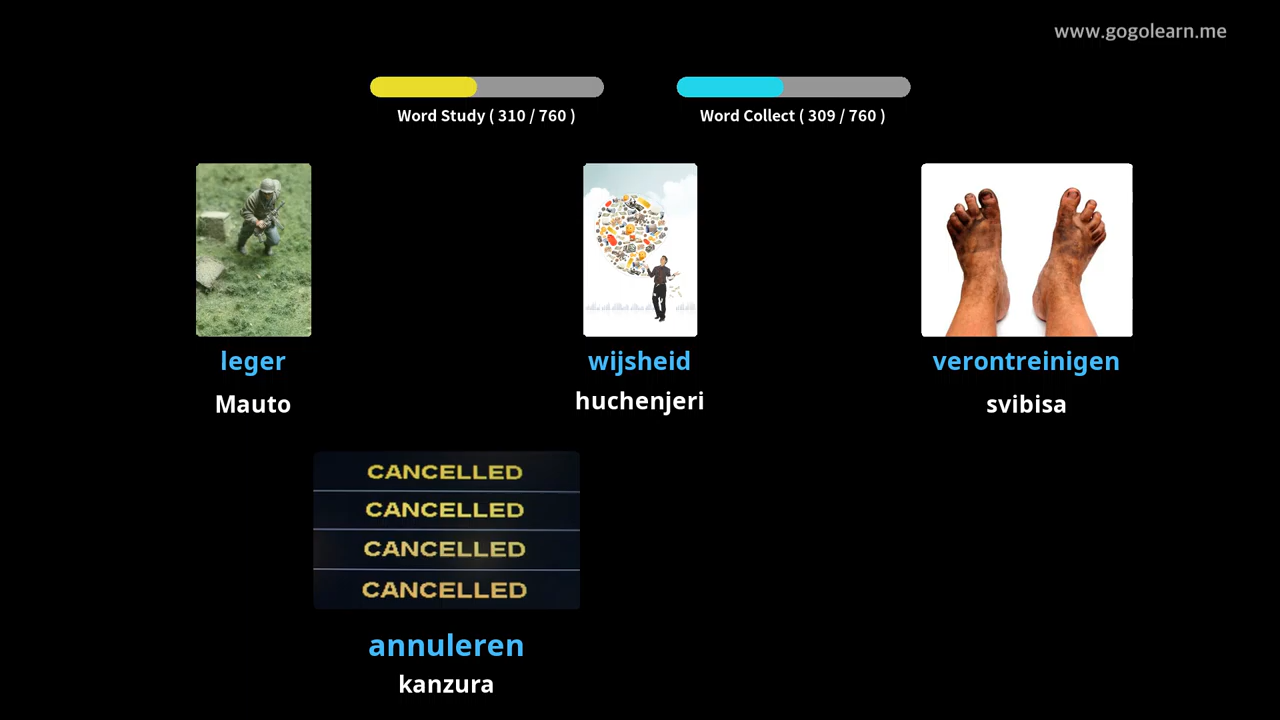 www.gogolearn.me
Word Study ( 310 / 760 )
Word Collect ( 309 / 760 )
leger
Mauto
wijsheid
huchenjeri
verontreinigen
svibisa
CANCELLED
CANCELLED
CANCELLED
CANCELLED
annuleren
kanzura